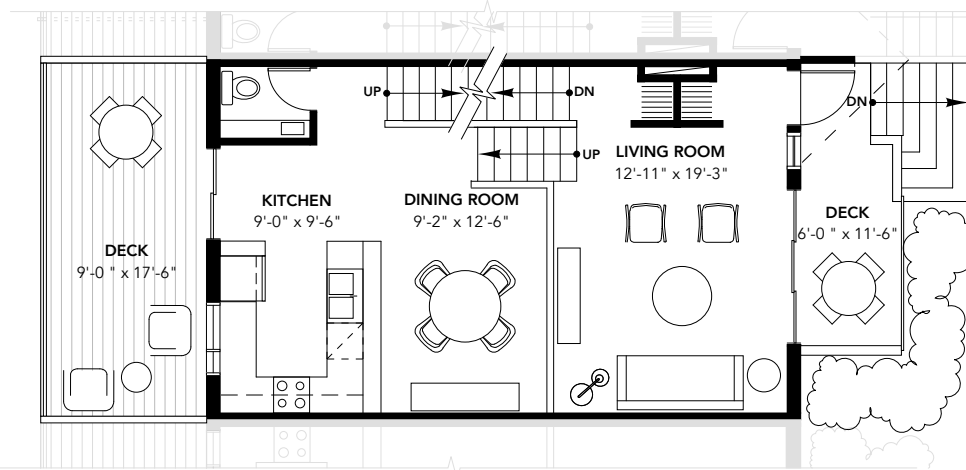 UP
DN
UP
DN
LIVING ROOM
12'-11" x 19'-3"
KITCHEN
9'-0" x 9'-6"
DINING ROOM
9'-2" x 12'-6"
DECK
6'-0 " x 11'-6"
DECK
9'-0 " x 17'-6"